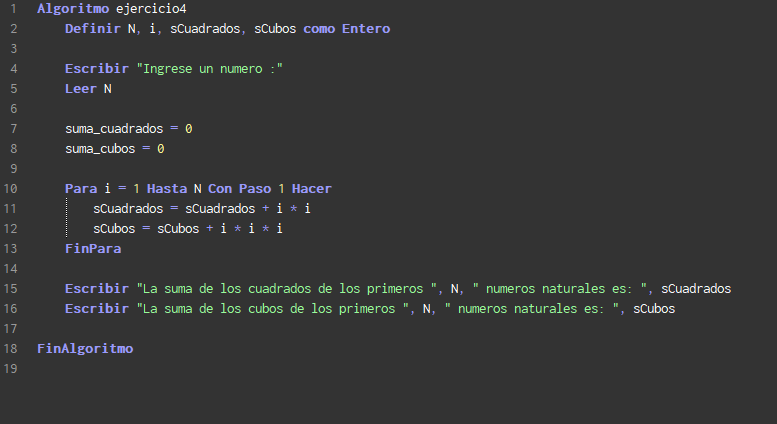 1 Algoritmo ejercicio4
2 Definir N, i, sCuadrados, sCubos como Entero
3
4 Escribir "Ingrese un numero :"
5 Leer N
6
7 suma_cuadrados = 0
8 suma_cubos = 0
9
10 Para i = 1 Hasta N Con Paso 1 Hacer
11 sCuadrados = sCuadrados + i * i
12 sCubos = sCubos + i * i * i
13 FinPara
14
15 Escribir "La suma de los cuadrados de los primeros ", N, " numeros naturales es: ", sCuadrados
16 Escribir "La suma de los cubos de los primeros ", N, " numeros naturales es: ", sCubos
17
18 FinAlgoritmo
19